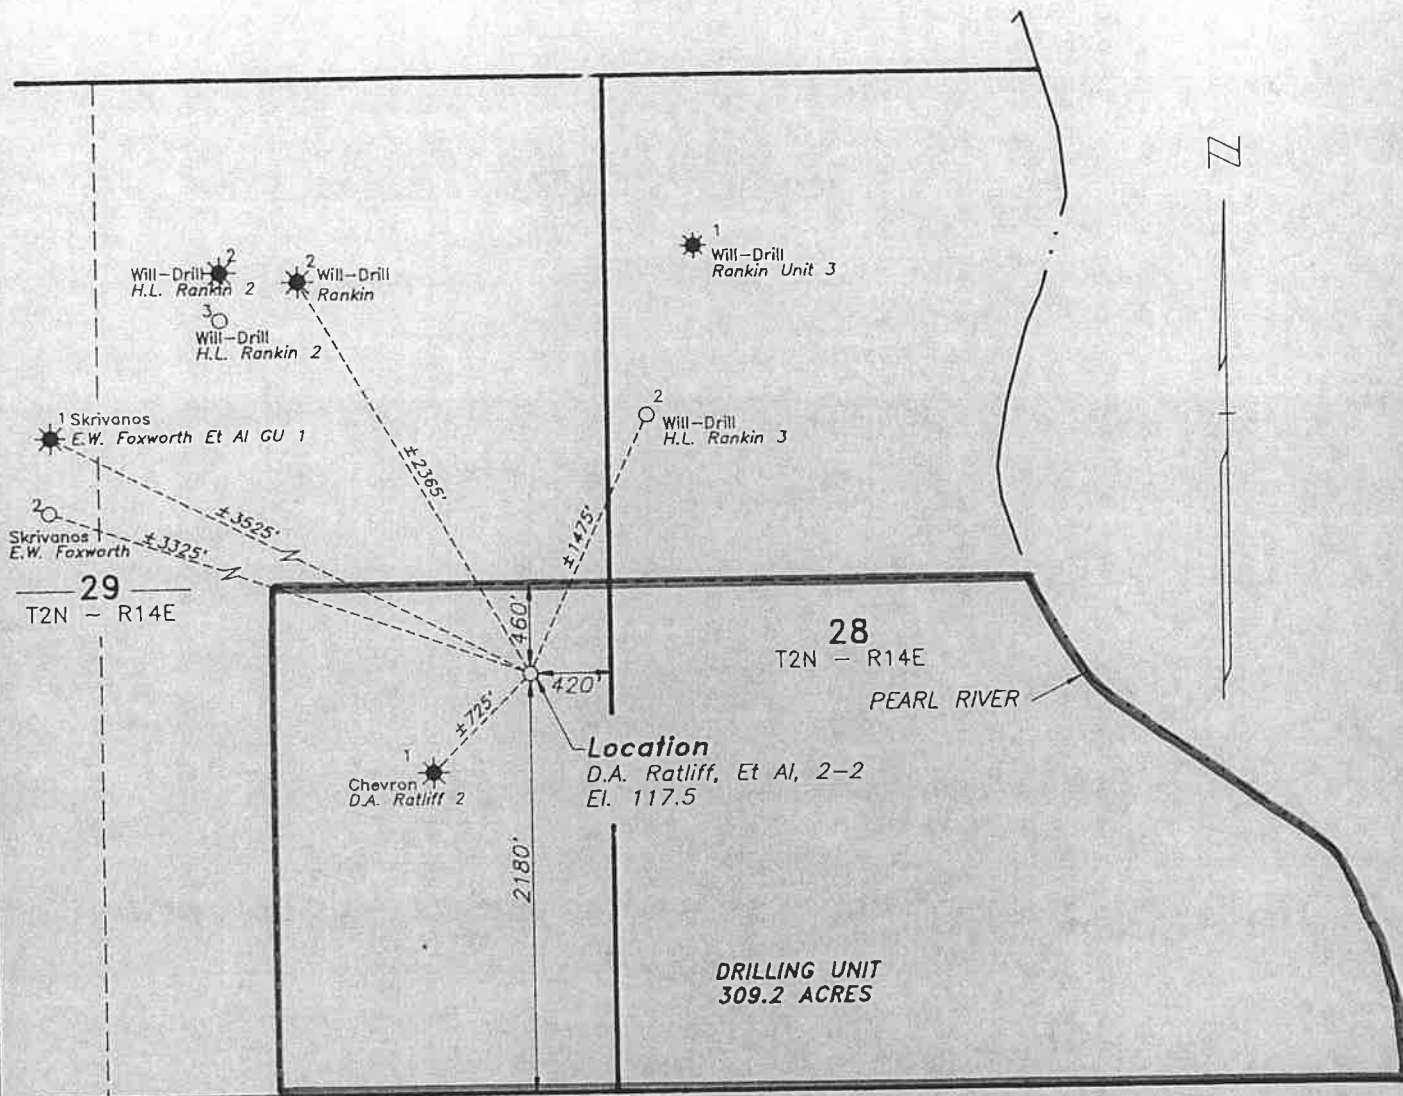 N
1
Will-Drill
Rankin Unit 3
2
Will-Drill
H.L. Rankin 2
2
Will-Drill
Rankin
3
Will-Drill
H.L. Rankin 2
1 Skrivanos
E.W. Foxworth Et Al GU 1
2
Will-Drill
H.L. Rankin 3
±2365'
2
Skrivanos
E.W. Foxworth
±3525'
±3325'
±1475'
29
T2N - R14E
460'
28
T2N - R14E
420'
PEARL RIVER
±725'
Location
D.A. Ratliff, Et Al, 2-2
El. 117.5
1
Chevron
D.A. Ratliff 2
2180'
DRILLING UNIT
309.2 ACRES